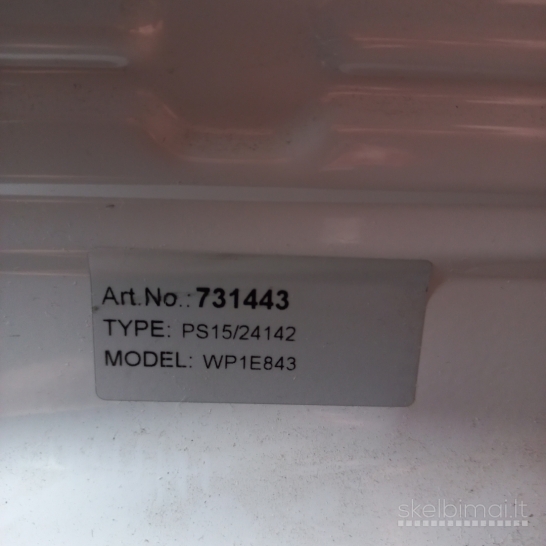 Art.No.: 731443
TYPE: PS15/24142
MODEL: WP1E843
skelbimai.lt